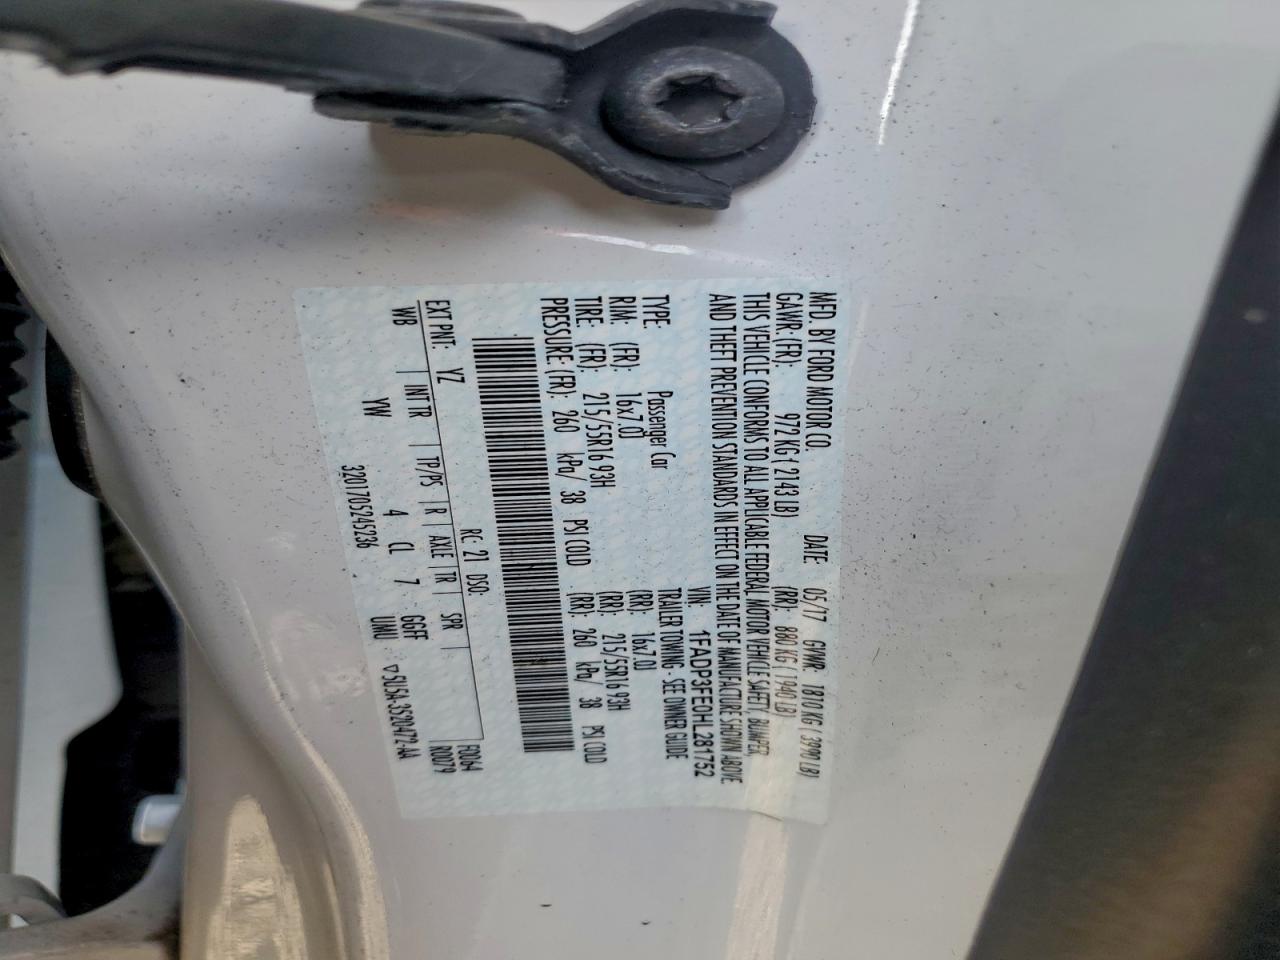 MFD. BY FORD MOTOR CO.
DATE: 05/17 GVWR: 1810 KG ( 3990 LB)
GAWR: (FR): 972 KG ( 2143 LB) (RR): 880 KG ( 1940 LB)
THIS VEHICLE CONFORMS TO ALL APPLICABLE FEDERAL MOTOR VEHICLE SAFETY, BUMPER,
AND THEFT PREVENTION STANDARDS IN EFFECT ON THE DATE OF MANUFACTURE SHOWN ABOVE.
VIN: 1FADP3FE0HL281752
TYPE: Passenger Car TRAILER TOWING - SEE OWNER GUIDE
RIM: (FR): 16x7.0J (RR): 16x7.0J
TIRE: (FR): 215/55R16 93H (RR): 215/55R16 93H
PRESSURE: (FR): 260 kPa/ 38 PSI COLD (RR): 260 kPa/ 38 PSI COLD
EXT PNT: YZ RC: 21 DSO: F0064
WB INT TR TP/PS R AXLE TR SPR R0079
YW 4 CL 7 GGFF
3201705245236 UMU 5U5A-3520472-AA